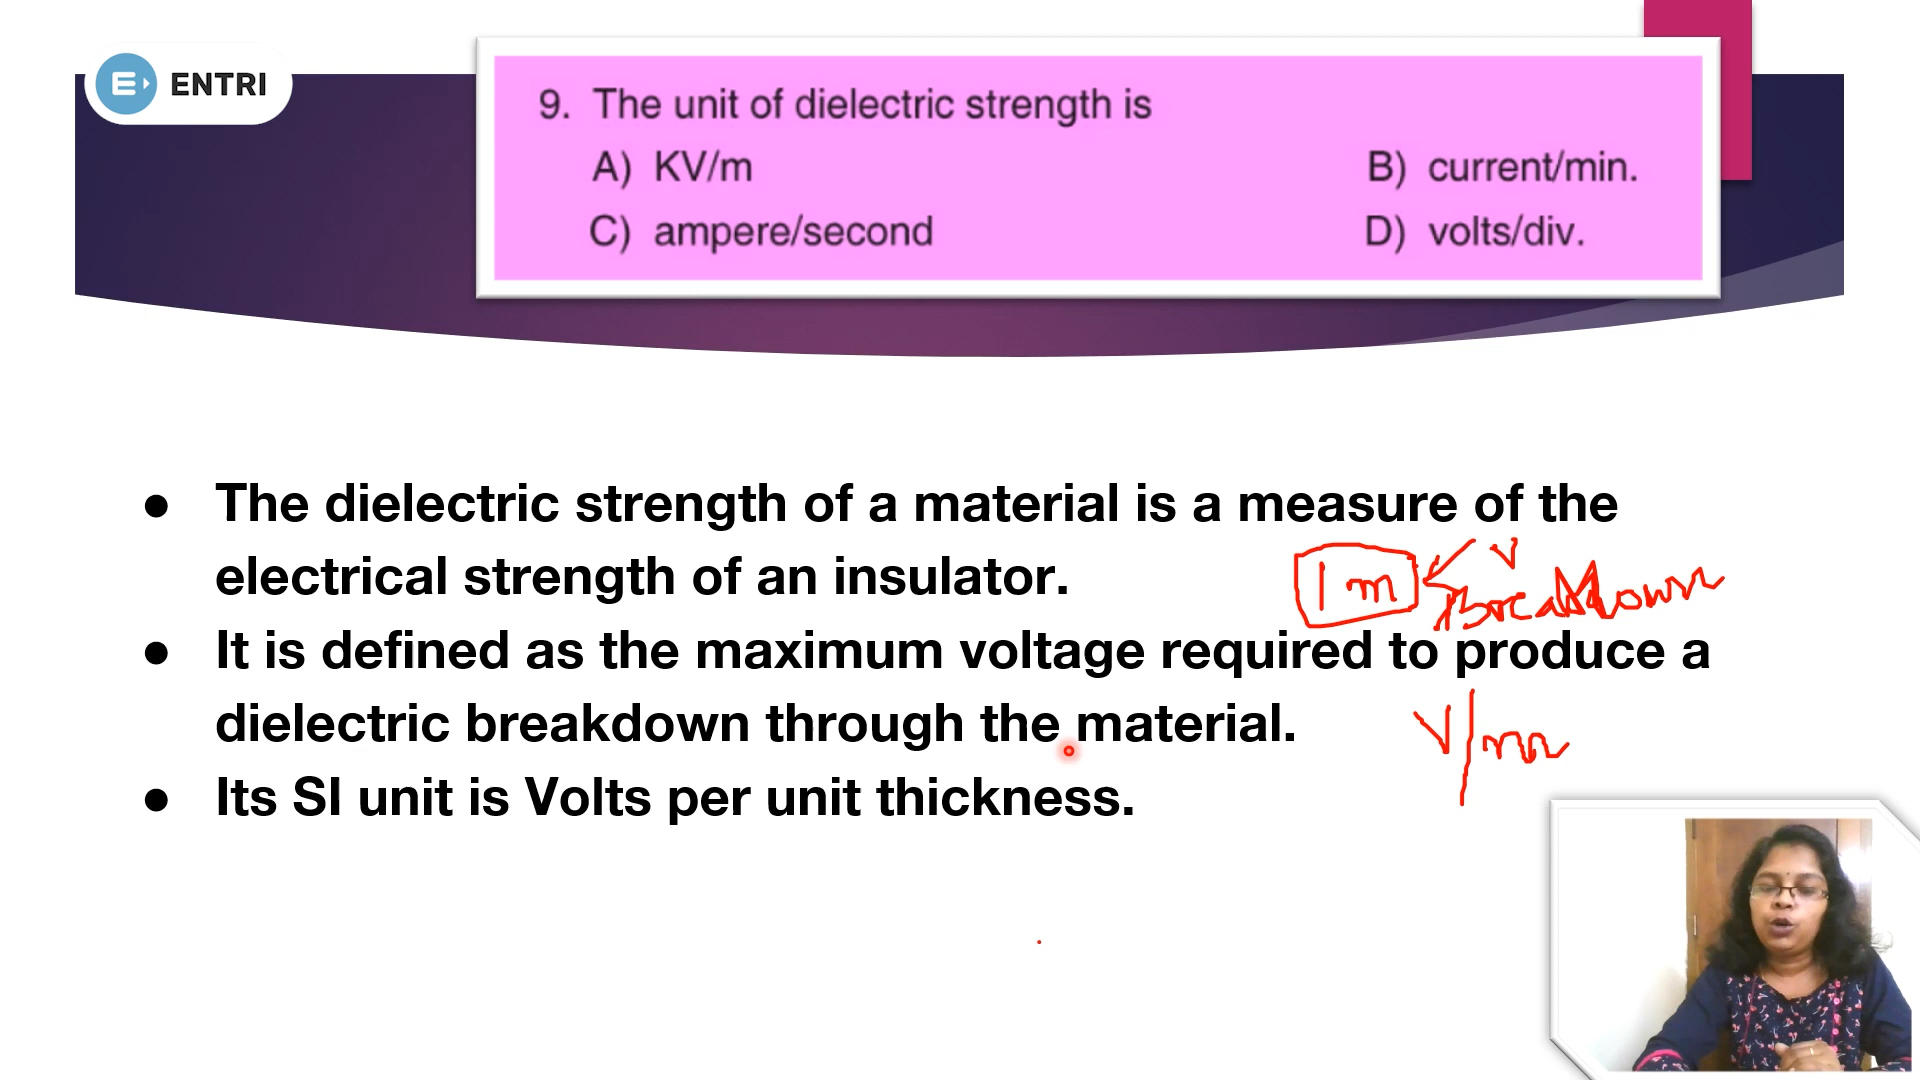 ENTRI
9. The unit of dielectric strength is
A) KV/m
B) current/min.
C) ampere/second
D) volts/div.
The dielectric strength of a material is a measure of the
electrical strength of an insulator.
1 m
V
Breakdown
It is defined as the maximum voltage required to produce a
dielectric breakdown through the material.
V/m
Its SI unit is Volts per unit thickness.